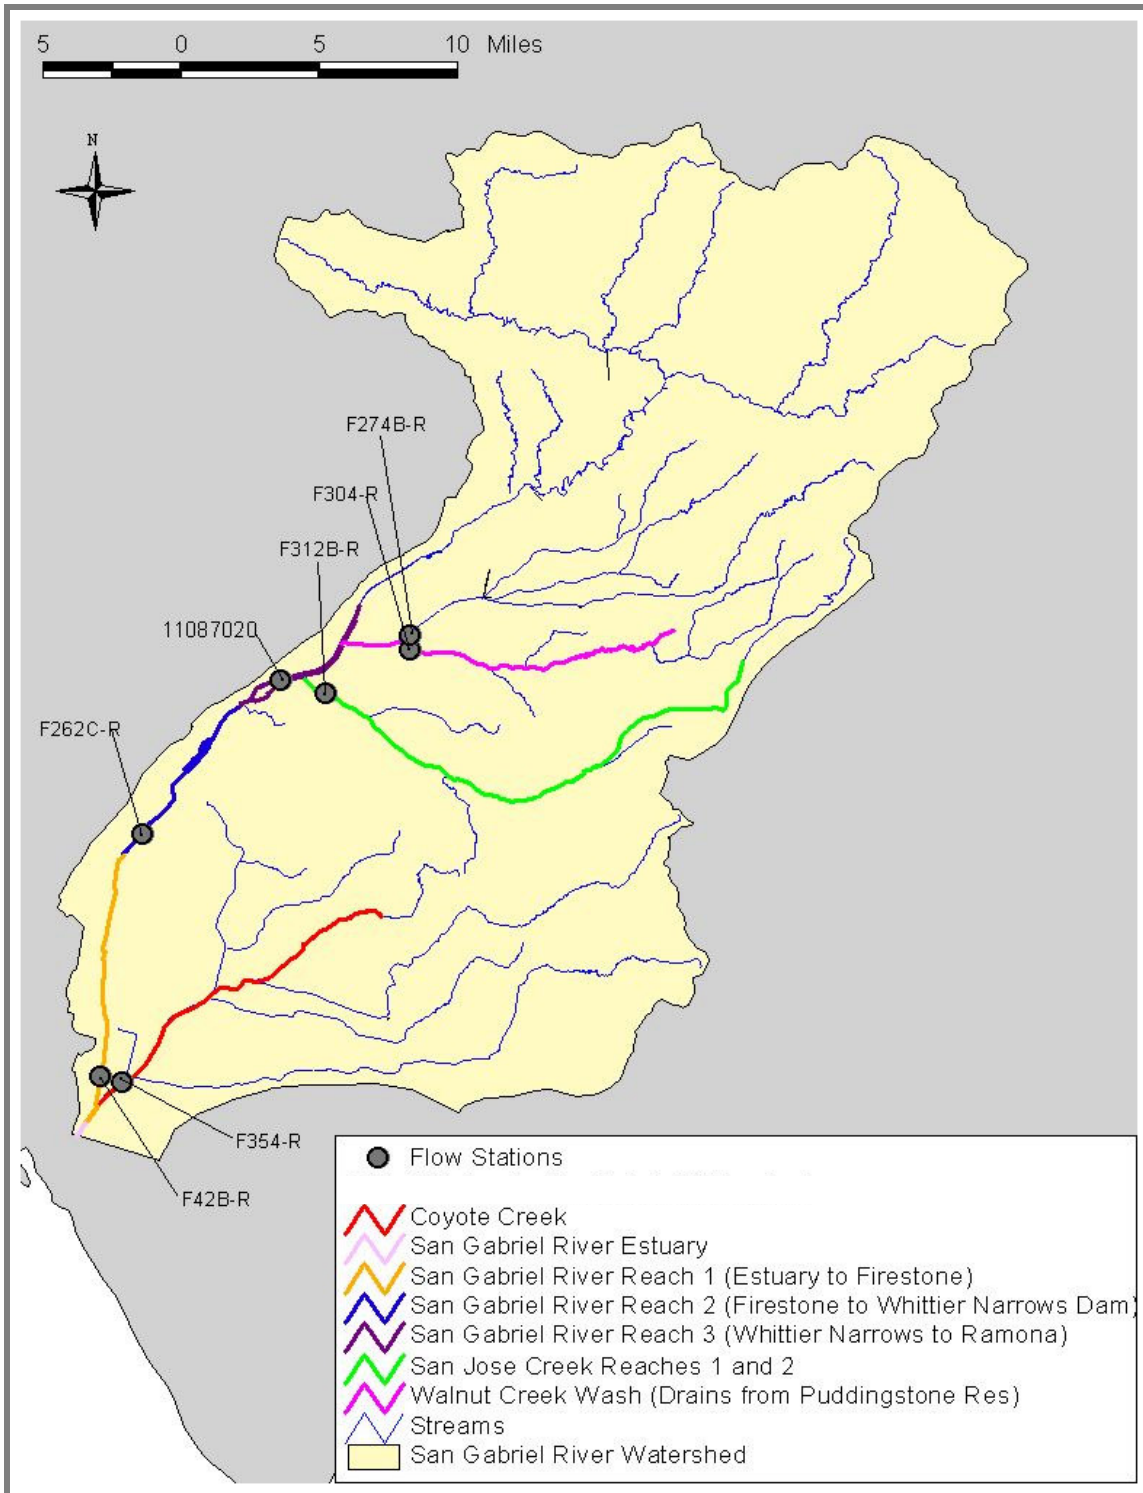 5 0 5 10 Miles
N
F274B-R
F304-R
F312B-R
11087020
F262C-R
F354-R
F42B-R
Flow Stations
Coyote Creek
San Gabriel River Estuary
San Gabriel River Reach 1 (Estuary to Firestone)
San Gabriel River Reach 2 (Firestone to Whittier Narrows Dam)
San Gabriel River Reach 3 (Whittier Narrows to Ramona)
San Jose Creek Reaches 1 and 2
Walnut Creek Wash (Drains from Puddingstone Res)
Streams
San Gabriel River Watershed